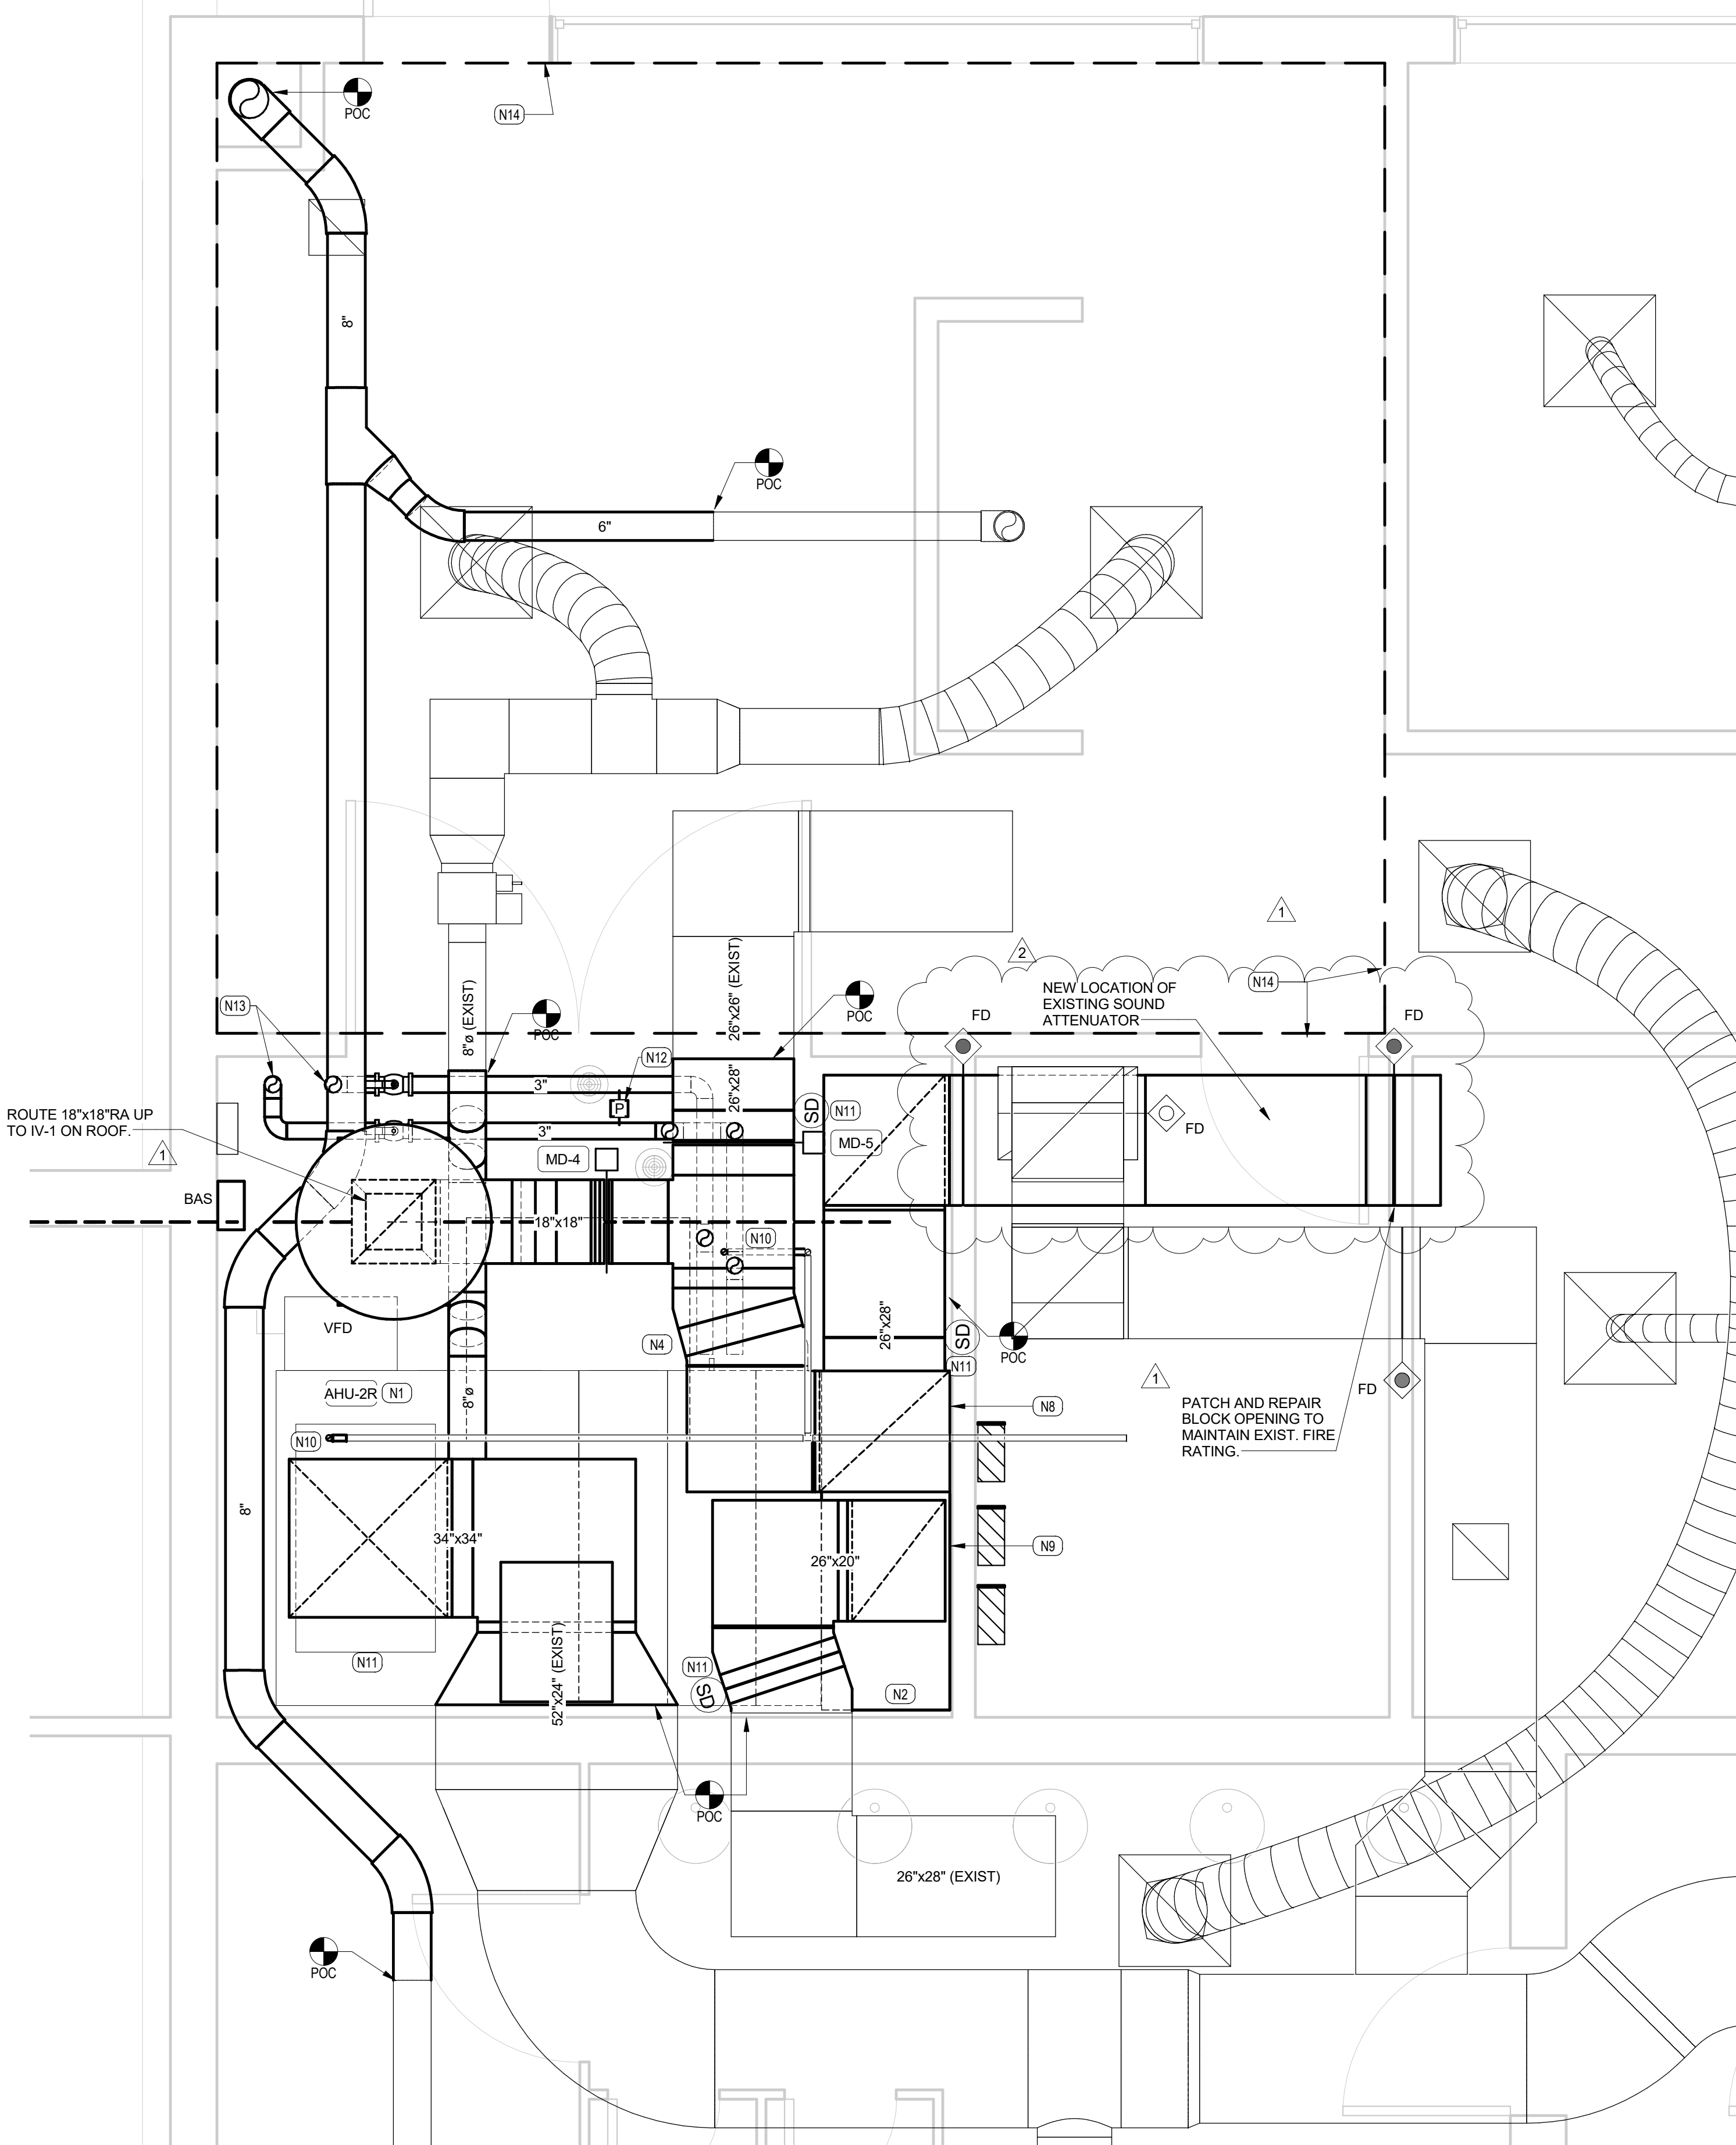 POC
N14
8"
POC
6"
1
2
26"x26" (EXIST)
8"ø (EXIST)
N14
NEW LOCATION OF
EXISTING SOUND
ATTENUATOR
N13
POC
POC
FD
FD
N12
26"x28"
3"
P
SD
N11
ROUTE 18"x18"RA UP
TO IV-1 ON ROOF.
1
3"
MD-4
MD-5
FD
BAS
18"x18"
N10
VFD
N4
26"x28"
SD
POC
N11
1
FD
AHU-2R
N1
8"ø
N8
PATCH AND REPAIR
BLOCK OPENING TO
MAINTAIN EXIST. FIRE
RATING.
N10
8"
34"x34"
26"x20"
N9
52"x24" (EXIST)
N11
N11
SD
N2
POC
26"x28" (EXIST)
POC